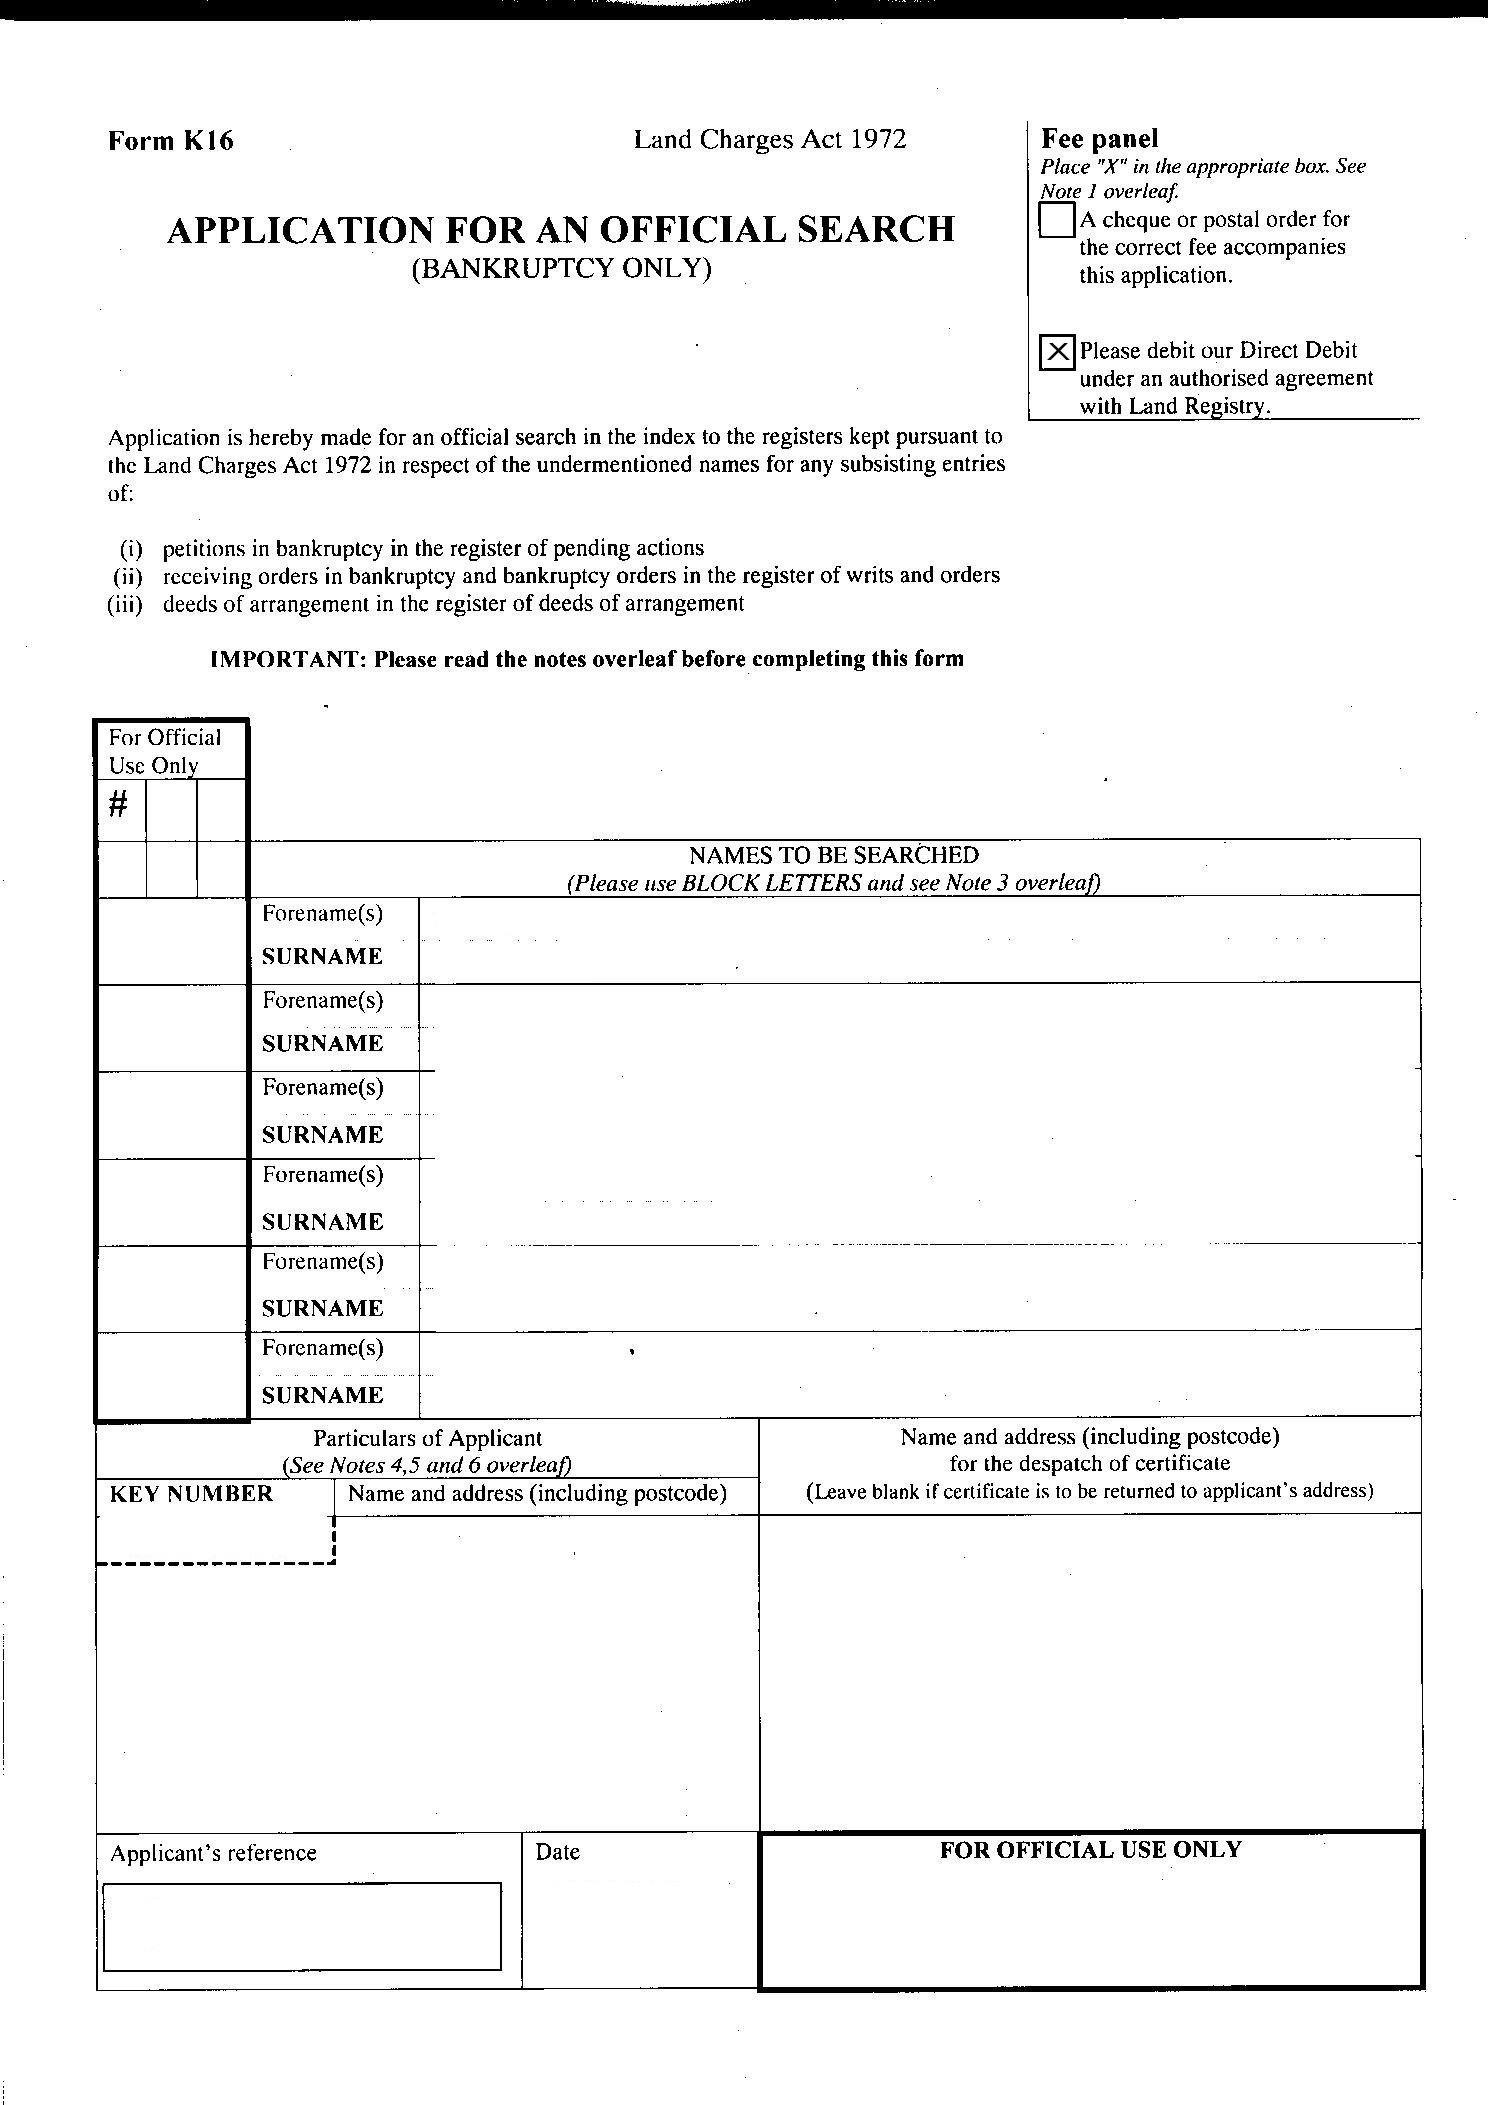 Form K16
Land Charges Act 1972
APPLICATION FOR AN OFFICIAL SEARCH
(BANKRUPTCY ONLY)
Fee panel
Place "X" in the appropriate box. See
Note 1 overleaf.
A cheque or postal order for
the correct fee accompanies
this application.
X Please debit our Direct Debit
under an authorised agreement
with Land Registry.
Application is hereby made for an official search in the index to the registers kept pursuant to
the Land Charges Act 1972 in respect of the undermentioned names for any subsisting entries
of:
(i) petitions in bankruptcy in the register of pending actions
(ii) receiving orders in bankruptcy and bankruptcy orders in the register of writs and orders
(iii) deeds of arrangement in the register of deeds of arrangement
IMPORTANT: Please read the notes overleaf before completing this form
For Official
Use Only
#
NAMES TO BE SEARCHED
(Please use BLOCK LETTERS and see Note 3 overleaf)
Forename(s)
SURNAME
Forename(s)
SURNAME
Forename(s)
SURNAME
Forename(s)
SURNAME
Forename(s)
SURNAME
Forename(s)
SURNAME
Particulars of Applicant
(See Notes 4,5 and 6 overleaf)
KEY NUMBER
Name and address (including postcode)
Name and address (including postcode)
for the despatch of certificate
(Leave blank if certificate is to be returned to applicant's address)
Applicant's reference
Date
FOR OFFICIAL USE ONLY